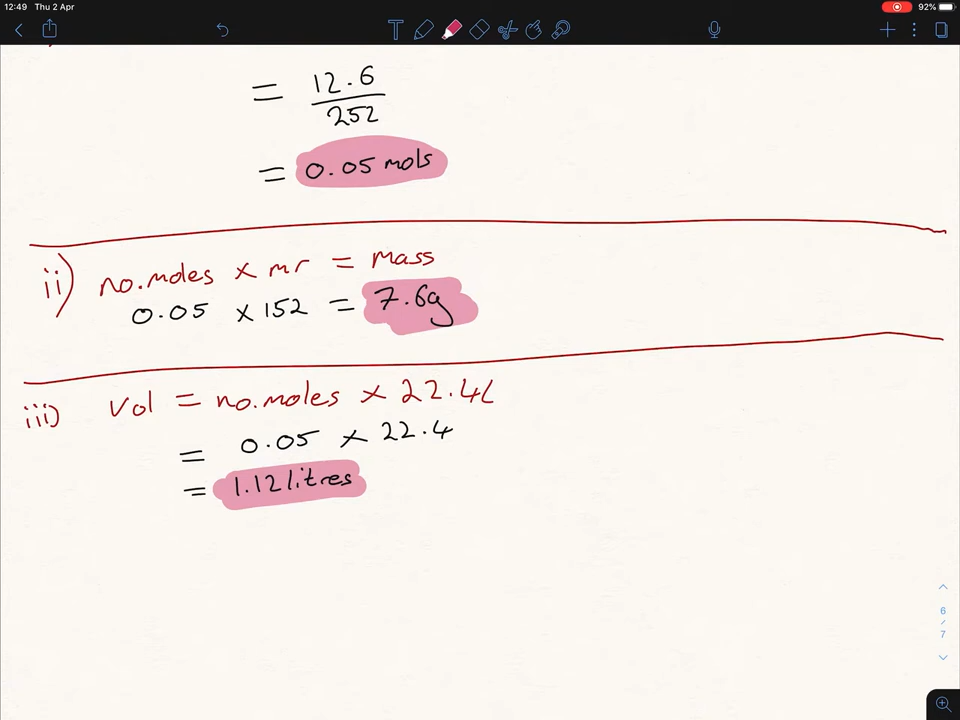 12:49 Thu 2 Apr 92%
= 12.6
252
= 0.05 mols
ii) no.moles x mr = mass
0.05 x 152 = 7.6g
iii) Vol = no.moles x 22.4L
= 0.05 x 22.4
= 1.12 litres
6
/
7